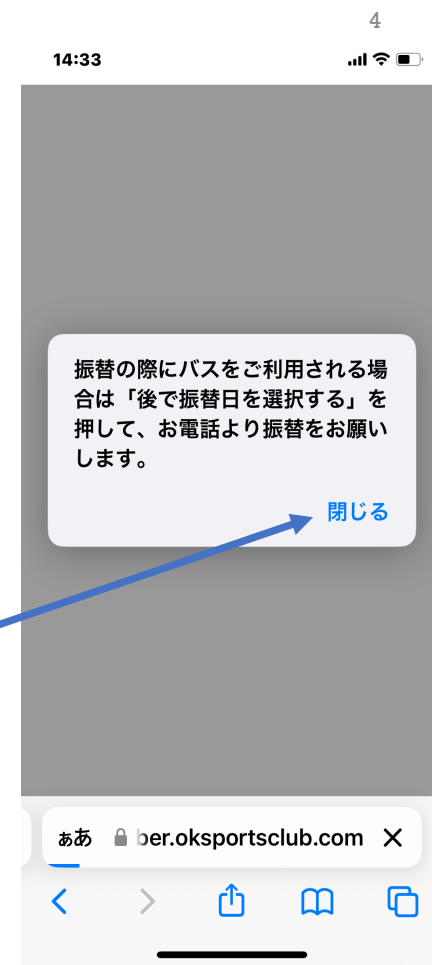 4
14:33
振替の際にバスをご利用される場
合は「後で振替日を選択する」を
押して、お電話より振替をお願い
します。
閉じる
ぁあ ber.oksportsclub.com